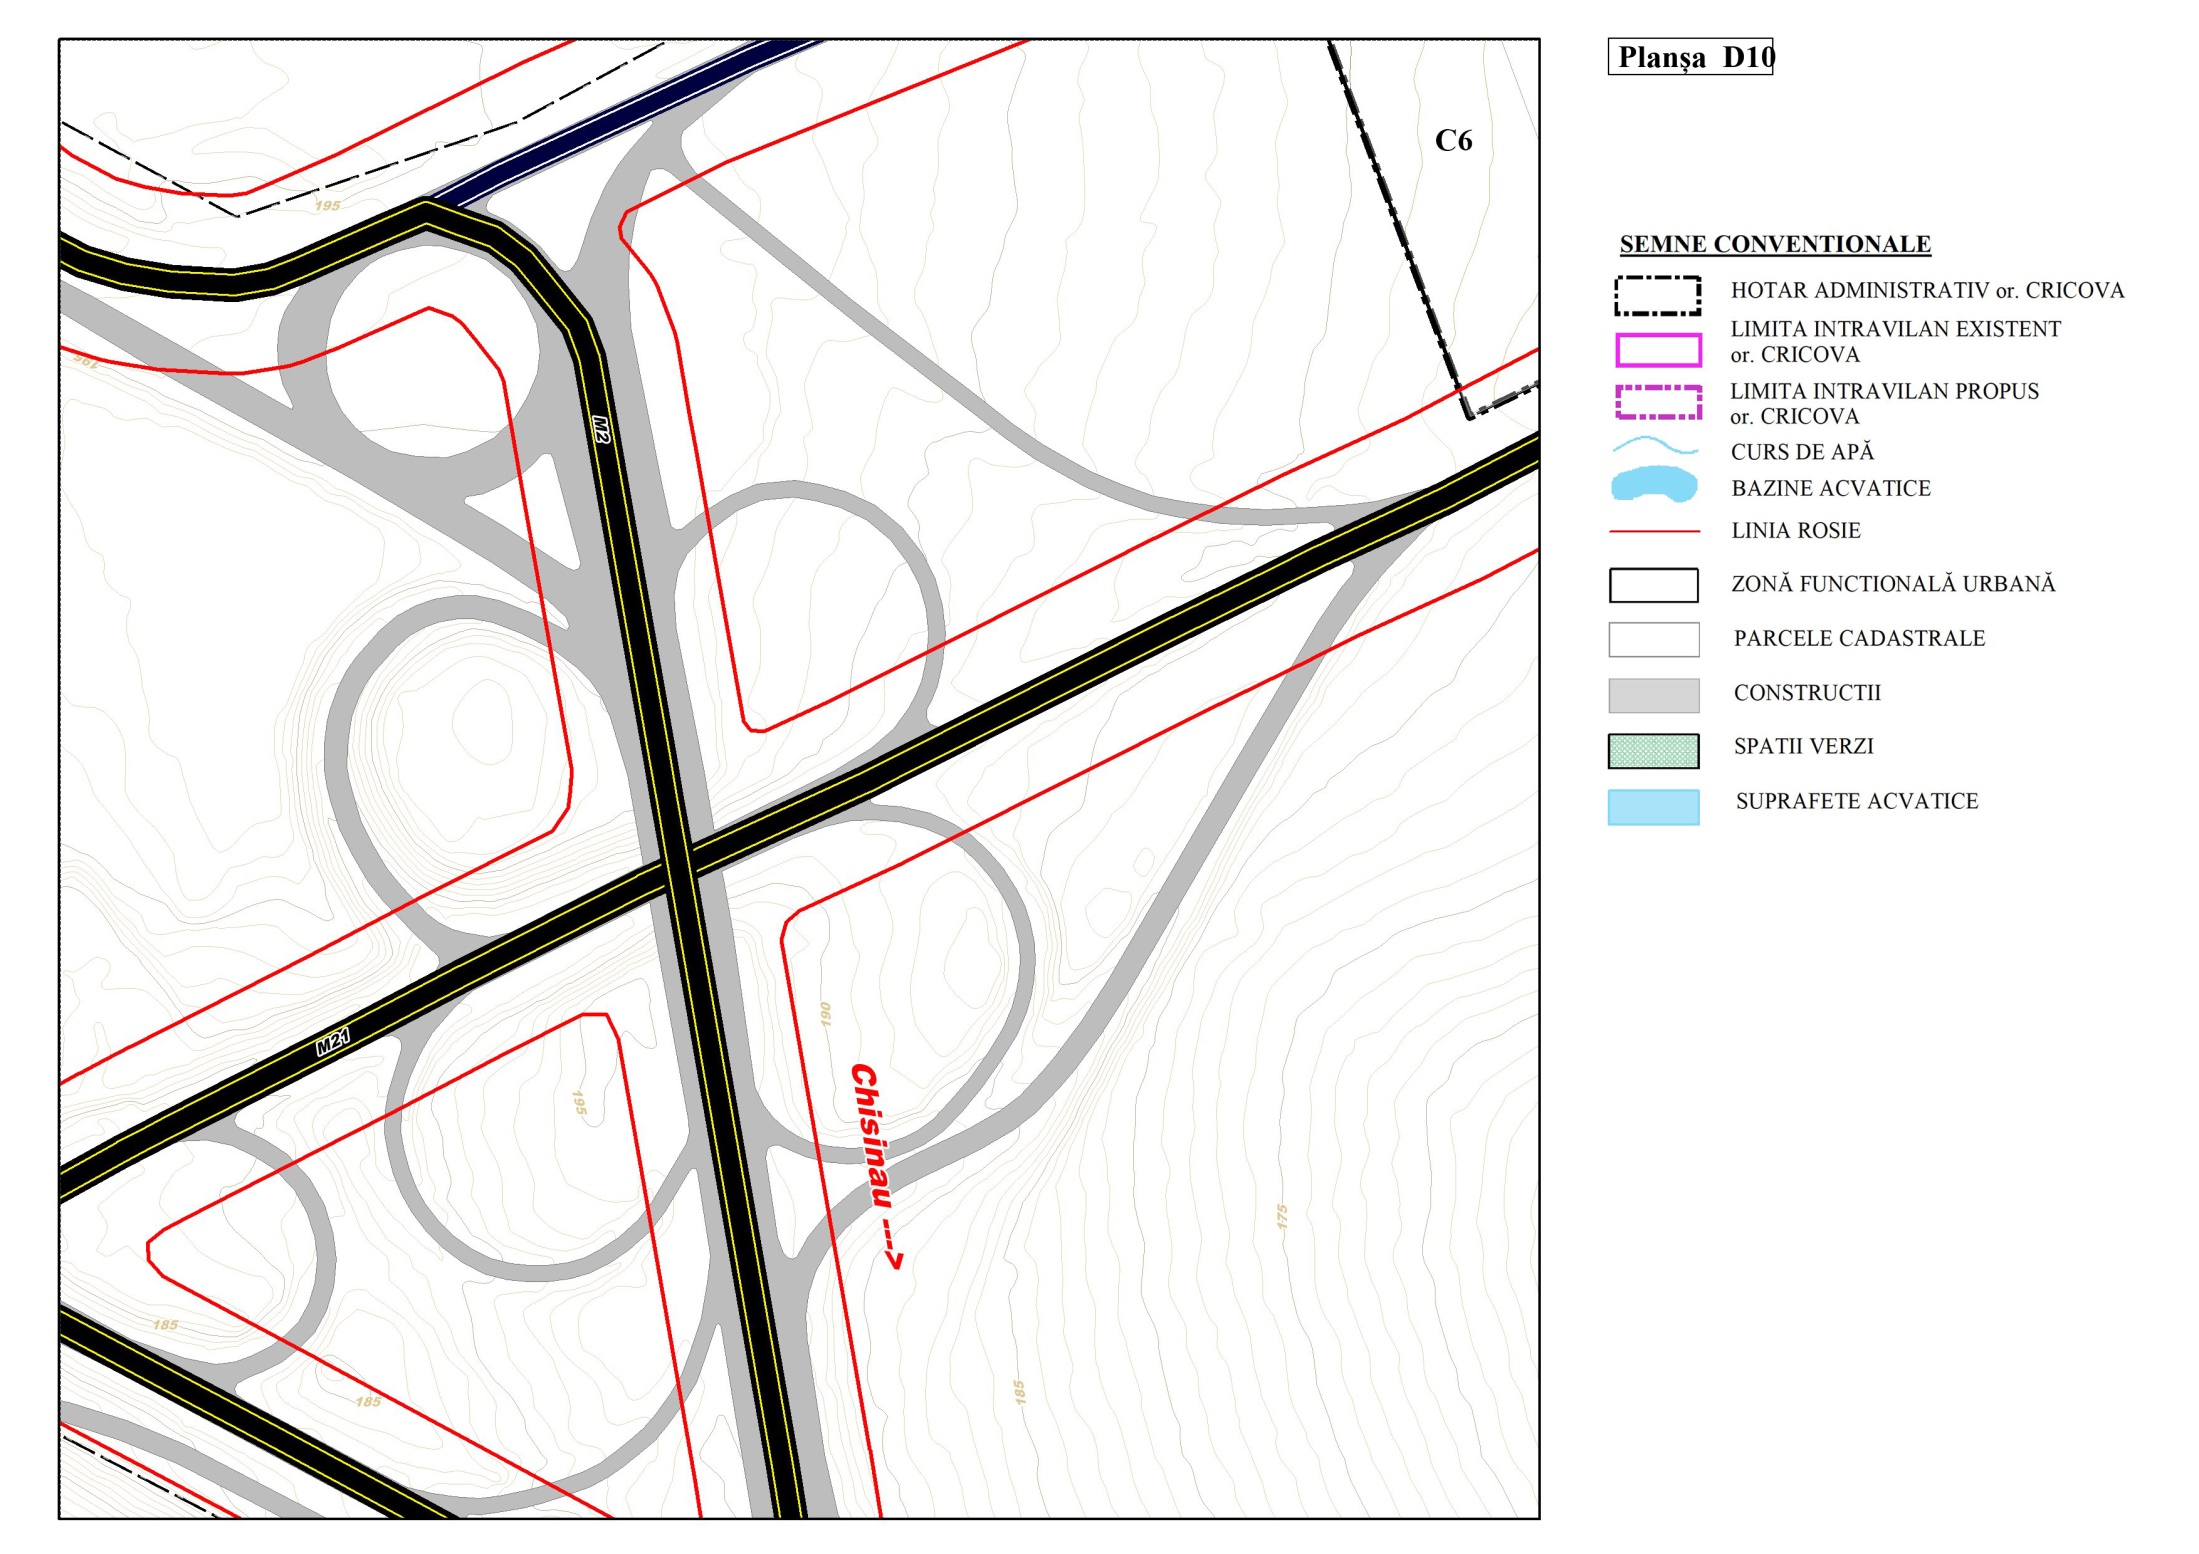 Planșa D10
C6
195
195
M2
M21
190
195
Chisinau --->
175
185
185
185
SEMNE CONVENTIONALE
HOTAR ADMINISTRATIV or. CRICOVA
LIMITA INTRAVILAN EXISTENT
or. CRICOVA
LIMITA INTRAVILAN PROPUS
or. CRICOVA
CURS DE APĂ
BAZINE ACVATICE
LINIA ROSIE
ZONĂ FUNCTIONALĂ URBANĂ
PARCELE CADASTRALE
CONSTRUCTII
SPATII VERZI
SUPRAFETE ACVATICE